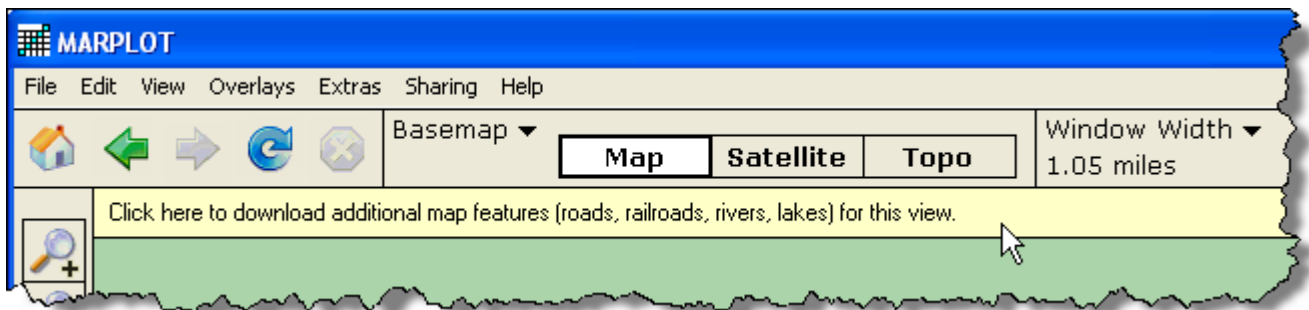 MARPLOT
File Edit View Overlays Extras Sharing Help
Basemap Map Satellite Topo Window Width
1.05 miles
Click here to download additional map features (roads, railroads, rivers, lakes) for this view.